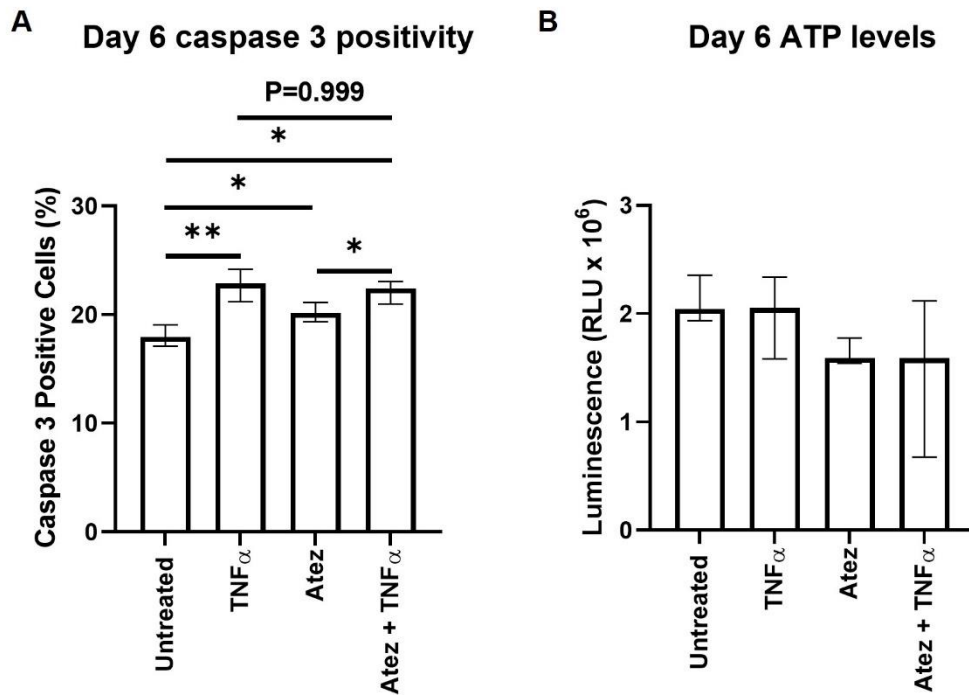 A
Day 6 caspase 3 positivity
P=0.999
*
*
**
*
Caspase 3 Positive Cells (%)
30
20
10
0
Untreated
TNFα
Atez
Atez + TNFα
B
Day 6 ATP levels
Luminescence (RLU x 10⁶)
3
2
1
0
Untreated
TNFα
Atez
Atez + TNFα